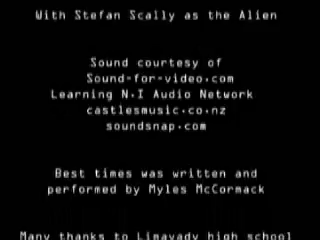 With Stefan Scally as the Alien
Sound courtesy of
Sound-for-video.com
Learning N.I Audio Network
castlesmusic.co.nz
soundsnap.com
Best times was written and
performed by Myles McCormack
Many thanks to Limavady high school